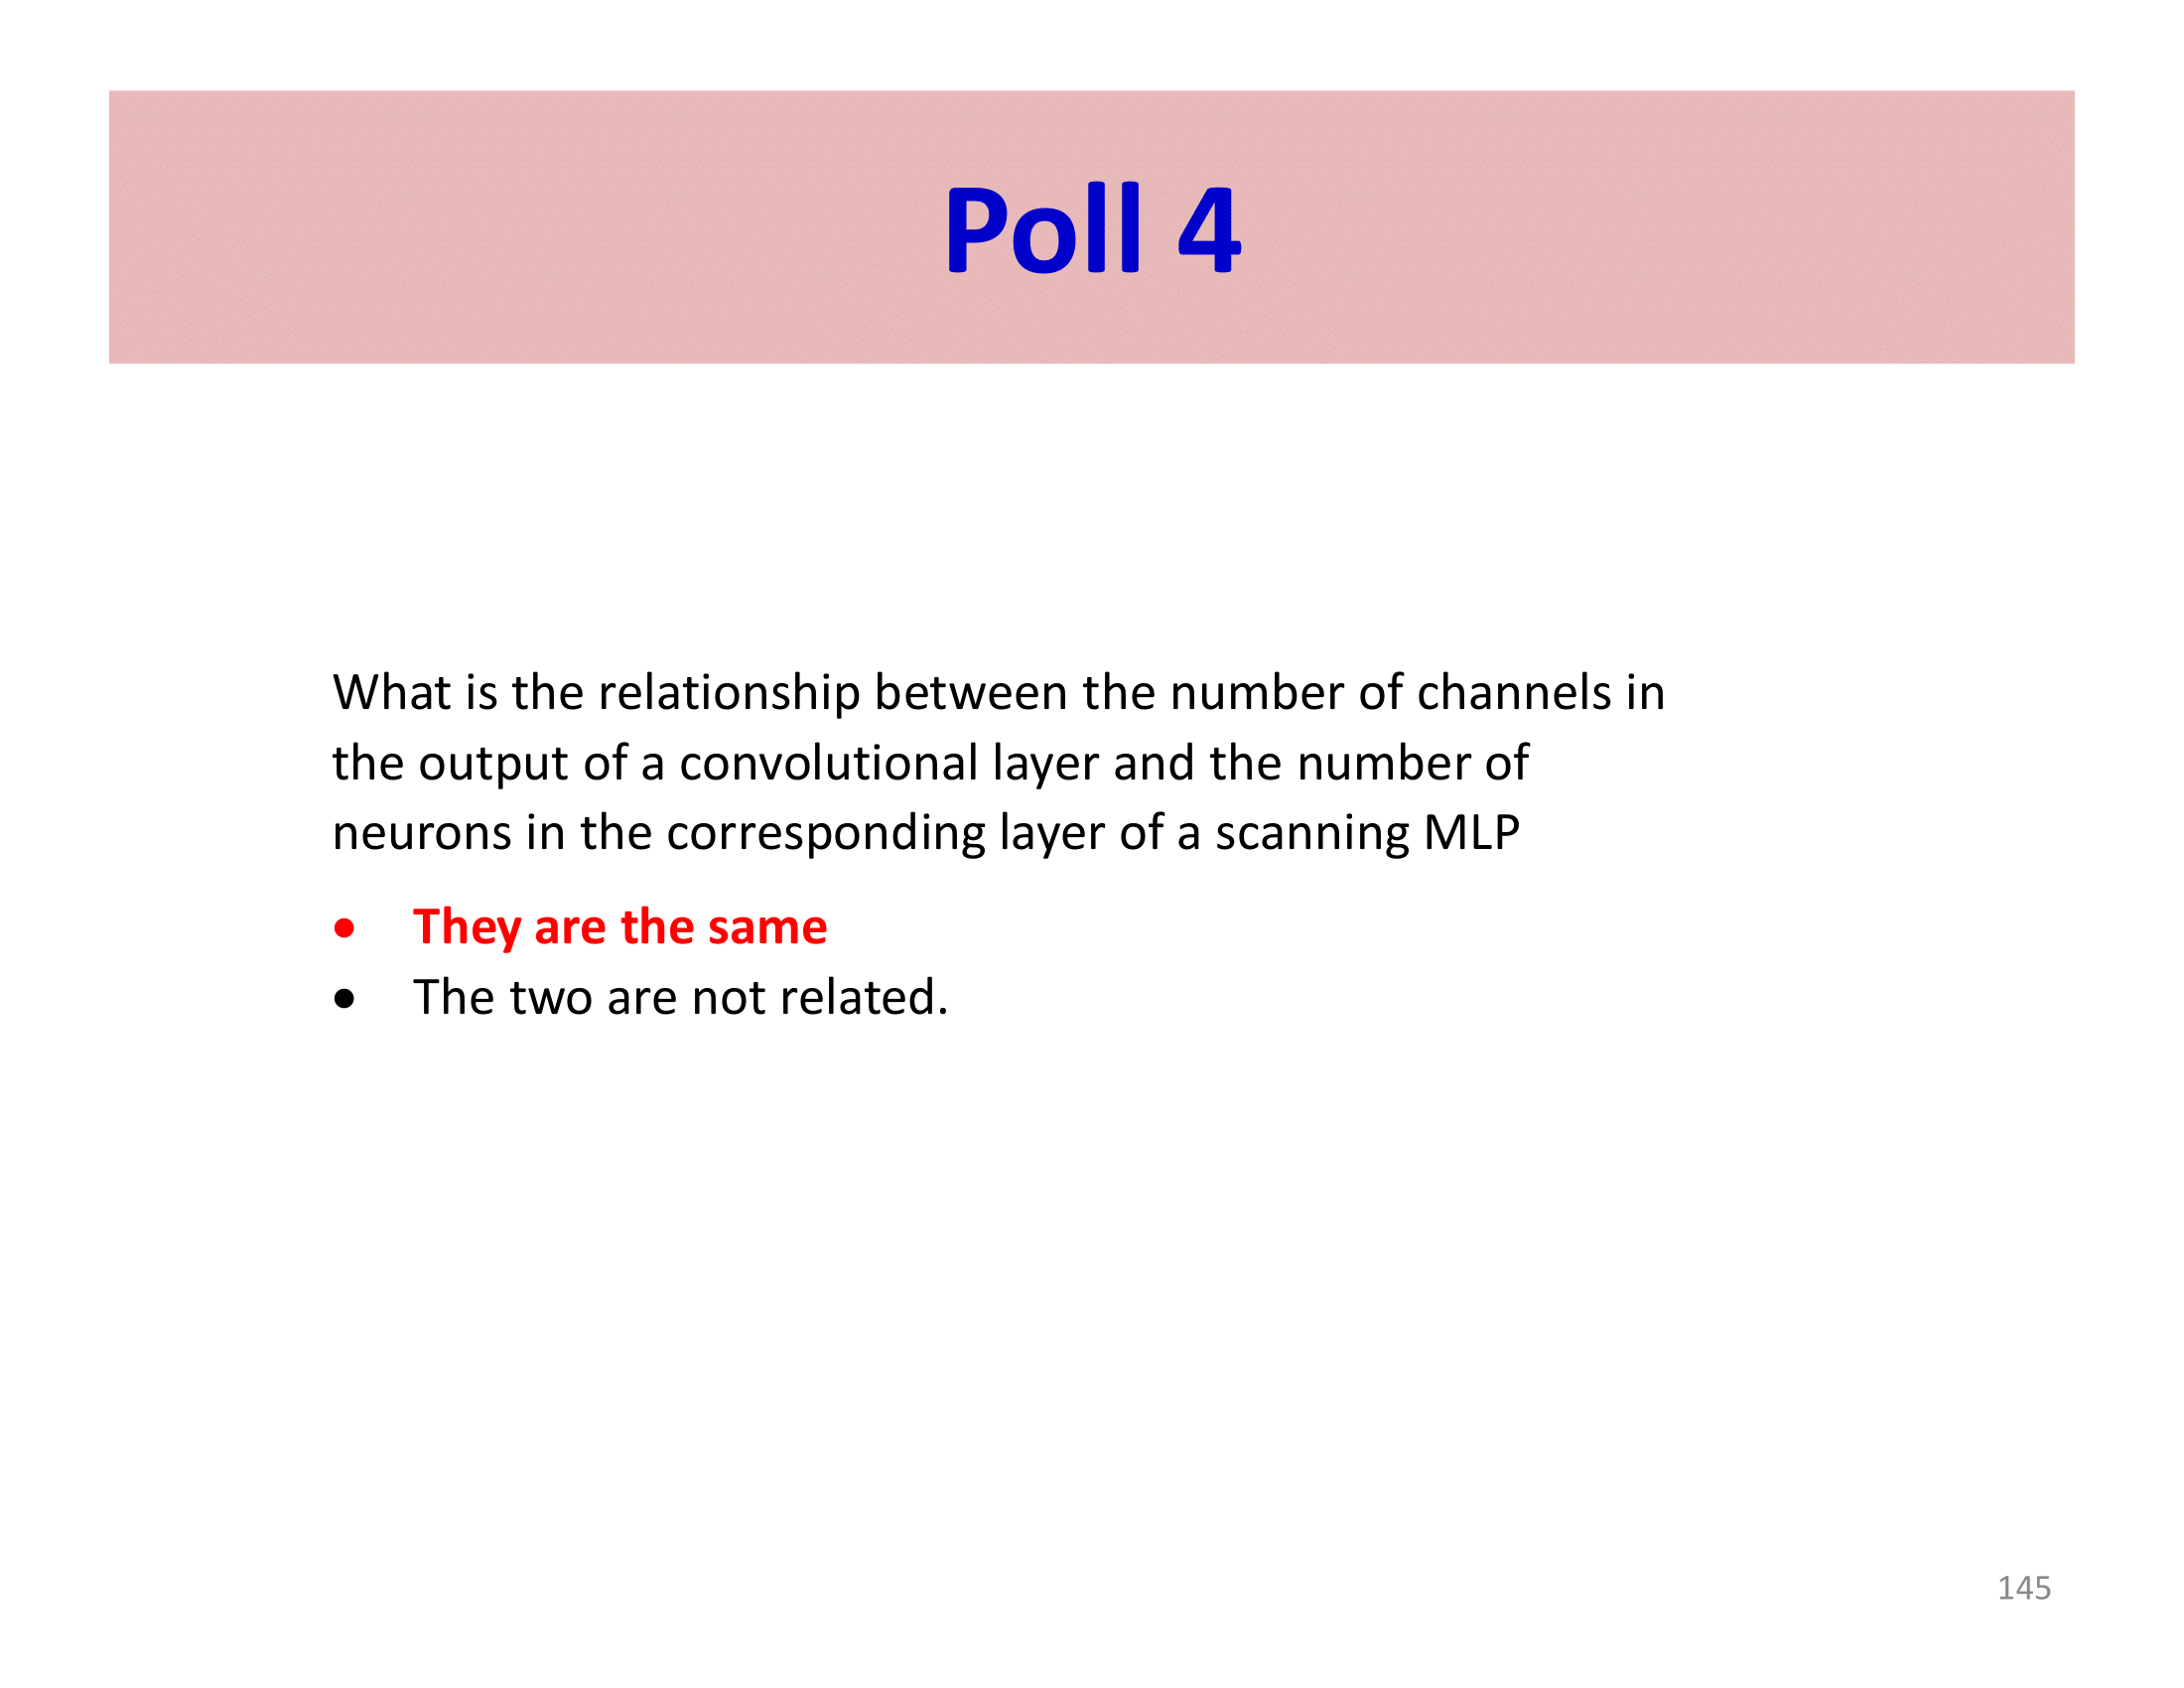 Poll 4
What is the relationship between the number of channels in
the output of a convolutional layer and the number of
neurons in the corresponding layer of a scanning MLP
• They are the same
• The two are not related.
145